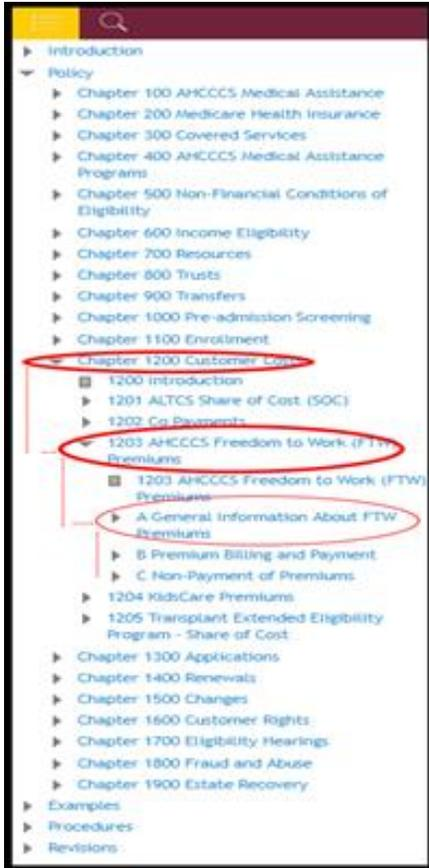 Introduction
Policy
Chapter 100 AHCCCS Medical Assistance
Chapter 200 Medicare Health Insurance
Chapter 300 Covered Services
Chapter 400 AHCCCS Medical Assistance
Programs
Chapter 500 Non-Financial Conditions of
Eligibility
Chapter 600 Income Eligibility
Chapter 700 Resources
Chapter 800 Trusts
Chapter 900 Transfers
Chapter 1000 Pre-admission Screening
Chapter 1100 Enrollment
Chapter 1200 Customer Costs
1200 Introduction
1201 ALTCS Share of Cost (SOC)
1202 Co Payments
1203 AHCCCS Freedom to Work (FTW)
Premiums
1203 AHCCCS Freedom to Work (FTW)
Premiums
A General Information About FTW
Premiums
B Premium Billing and Payment
C Non-Payment of Premiums
1204 KidsCare Premiums
1205 Transplant Extended Eligibility
Program - Share of Cost
Chapter 1300 Applications
Chapter 1400 Renewals
Chapter 1500 Changes
Chapter 1600 Customer Rights
Chapter 1700 Eligibility Hearings
Chapter 1800 Fraud and Abuse
Chapter 1900 Estate Recovery
Examples
Procedures
Revisions